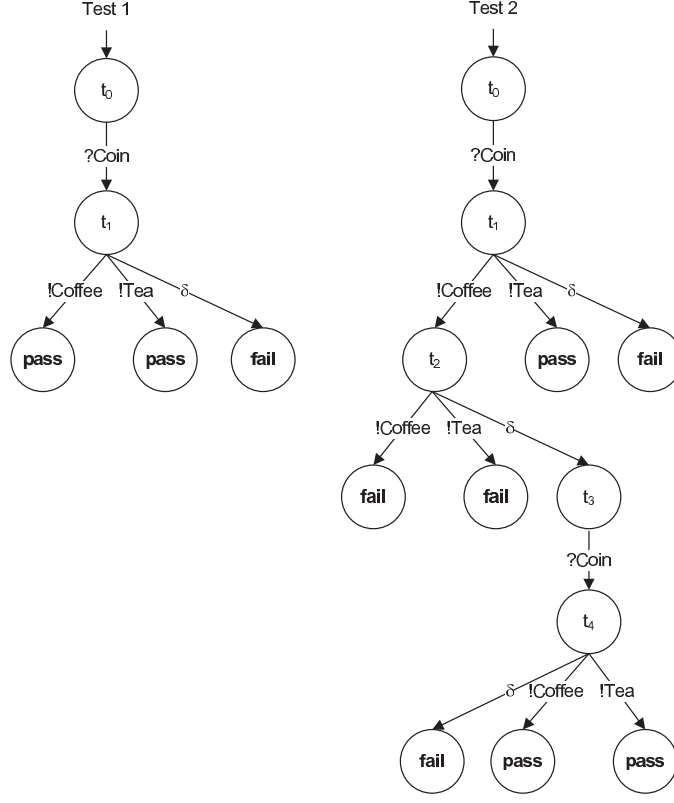 Test 1 Test 2
t0 t0
?Coin ?Coin
t1 t1
!Coffee !Tea δ !Coffee !Tea δ
pass pass fail t2 pass fail
!Coffee !Tea δ
fail fail t3
?Coin
t4
δ !Coffee !Tea
fail pass pass